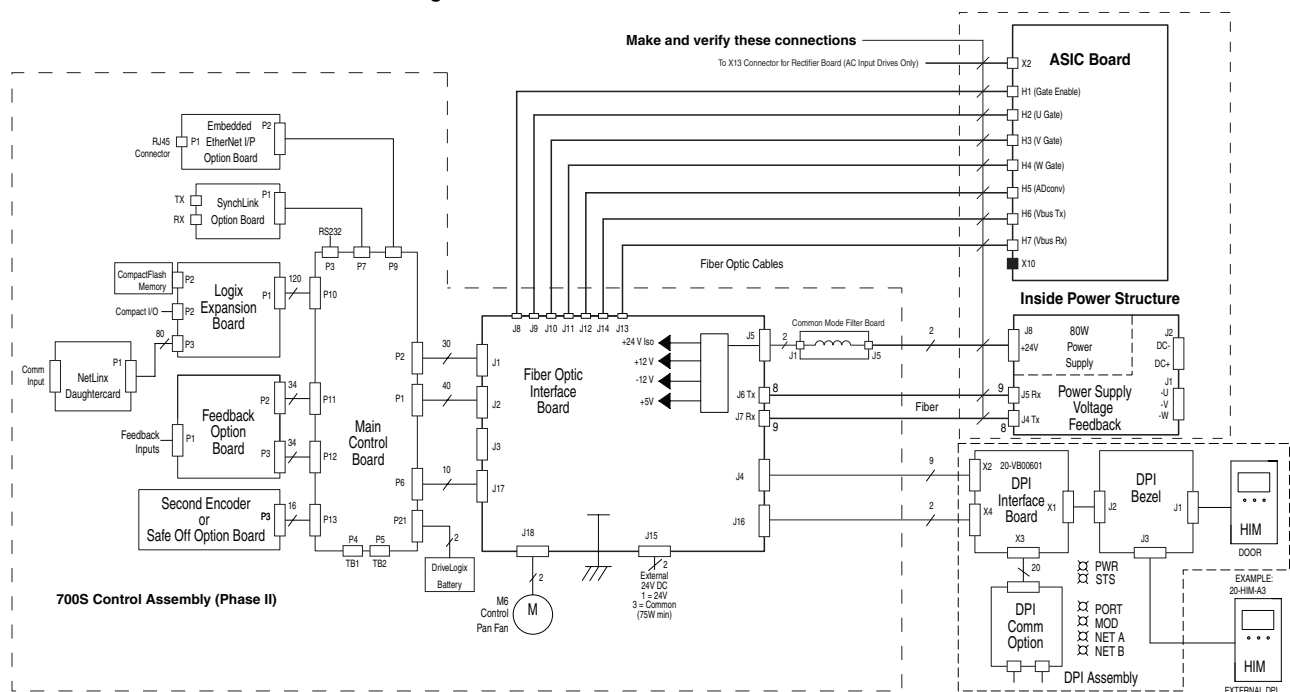 Make and verify these connections
To X13 Connector for Rectifier Board (AC Input Drives Only)
X2
ASIC Board
H1 (Gate Enable)
H2 (U Gate)
H3 (V Gate)
H4 (W Gate)
H5 (ADconv)
H6 (Vbus Tx)
H7 (Vbus Rx)
X10
Fiber Optic Cables
Embedded
EtherNet I/P
Option Board
P2
P1
RJ45
Connector
TX
RX
SynchLink
Option Board
P1
RS232
P3
P7
P9
CompactFlash
Memory
P2
Compact I/O
P2
P3
80
Logix
Expansion
Board
P1
120
P10
Comm
Input
NetLinx
Daughtercard
P1
Feedback
Inputs
P1
Feedback
Option
Board
P2
34
P11
P3
34
P12
Second Encoder
or
Safe Off Option Board
P3
16
P13
Main
Control
Board
P2
30
J1
P1
40
J2
J3
P6
10
J17
P21
2
DriveLogix
Battery
P4
TB1
P5
TB2
700S Control Assembly (Phase II)
J8
J9
J10
J11
J12
J14
J13
Fiber Optic
Interface
Board
+24 V Iso
+12 V
-12 V
+5V
J5
2
Common Mode Filter Board
J1
J5
2
J6 Tx
8
J7 Rx
9
Fiber
J4
9
J16
2
J18
2
M6
Control
Pan Fan
M
J15
2
External
24V DC
1 = 24V
3 = Common
(75W min)
Inside Power Structure
J8
+24V
80W
Power
Supply
J2
DC-
DC+
J1
-U
-V
-W
9
J5 Rx
8
J4 Tx
Power Supply
Voltage
Feedback
X2
20-VB00601
DPI
Interface
Board
X4
X1
X3
20
J2
DPI
Bezel
J1
J3
HIM
DOOR
PWR
STS
PORT
MOD
NET A
NET B
DPI
Comm
Option
DPI Assembly
EXAMPLE:
20-HIM-A3
HIM
EXTERNAL DPI